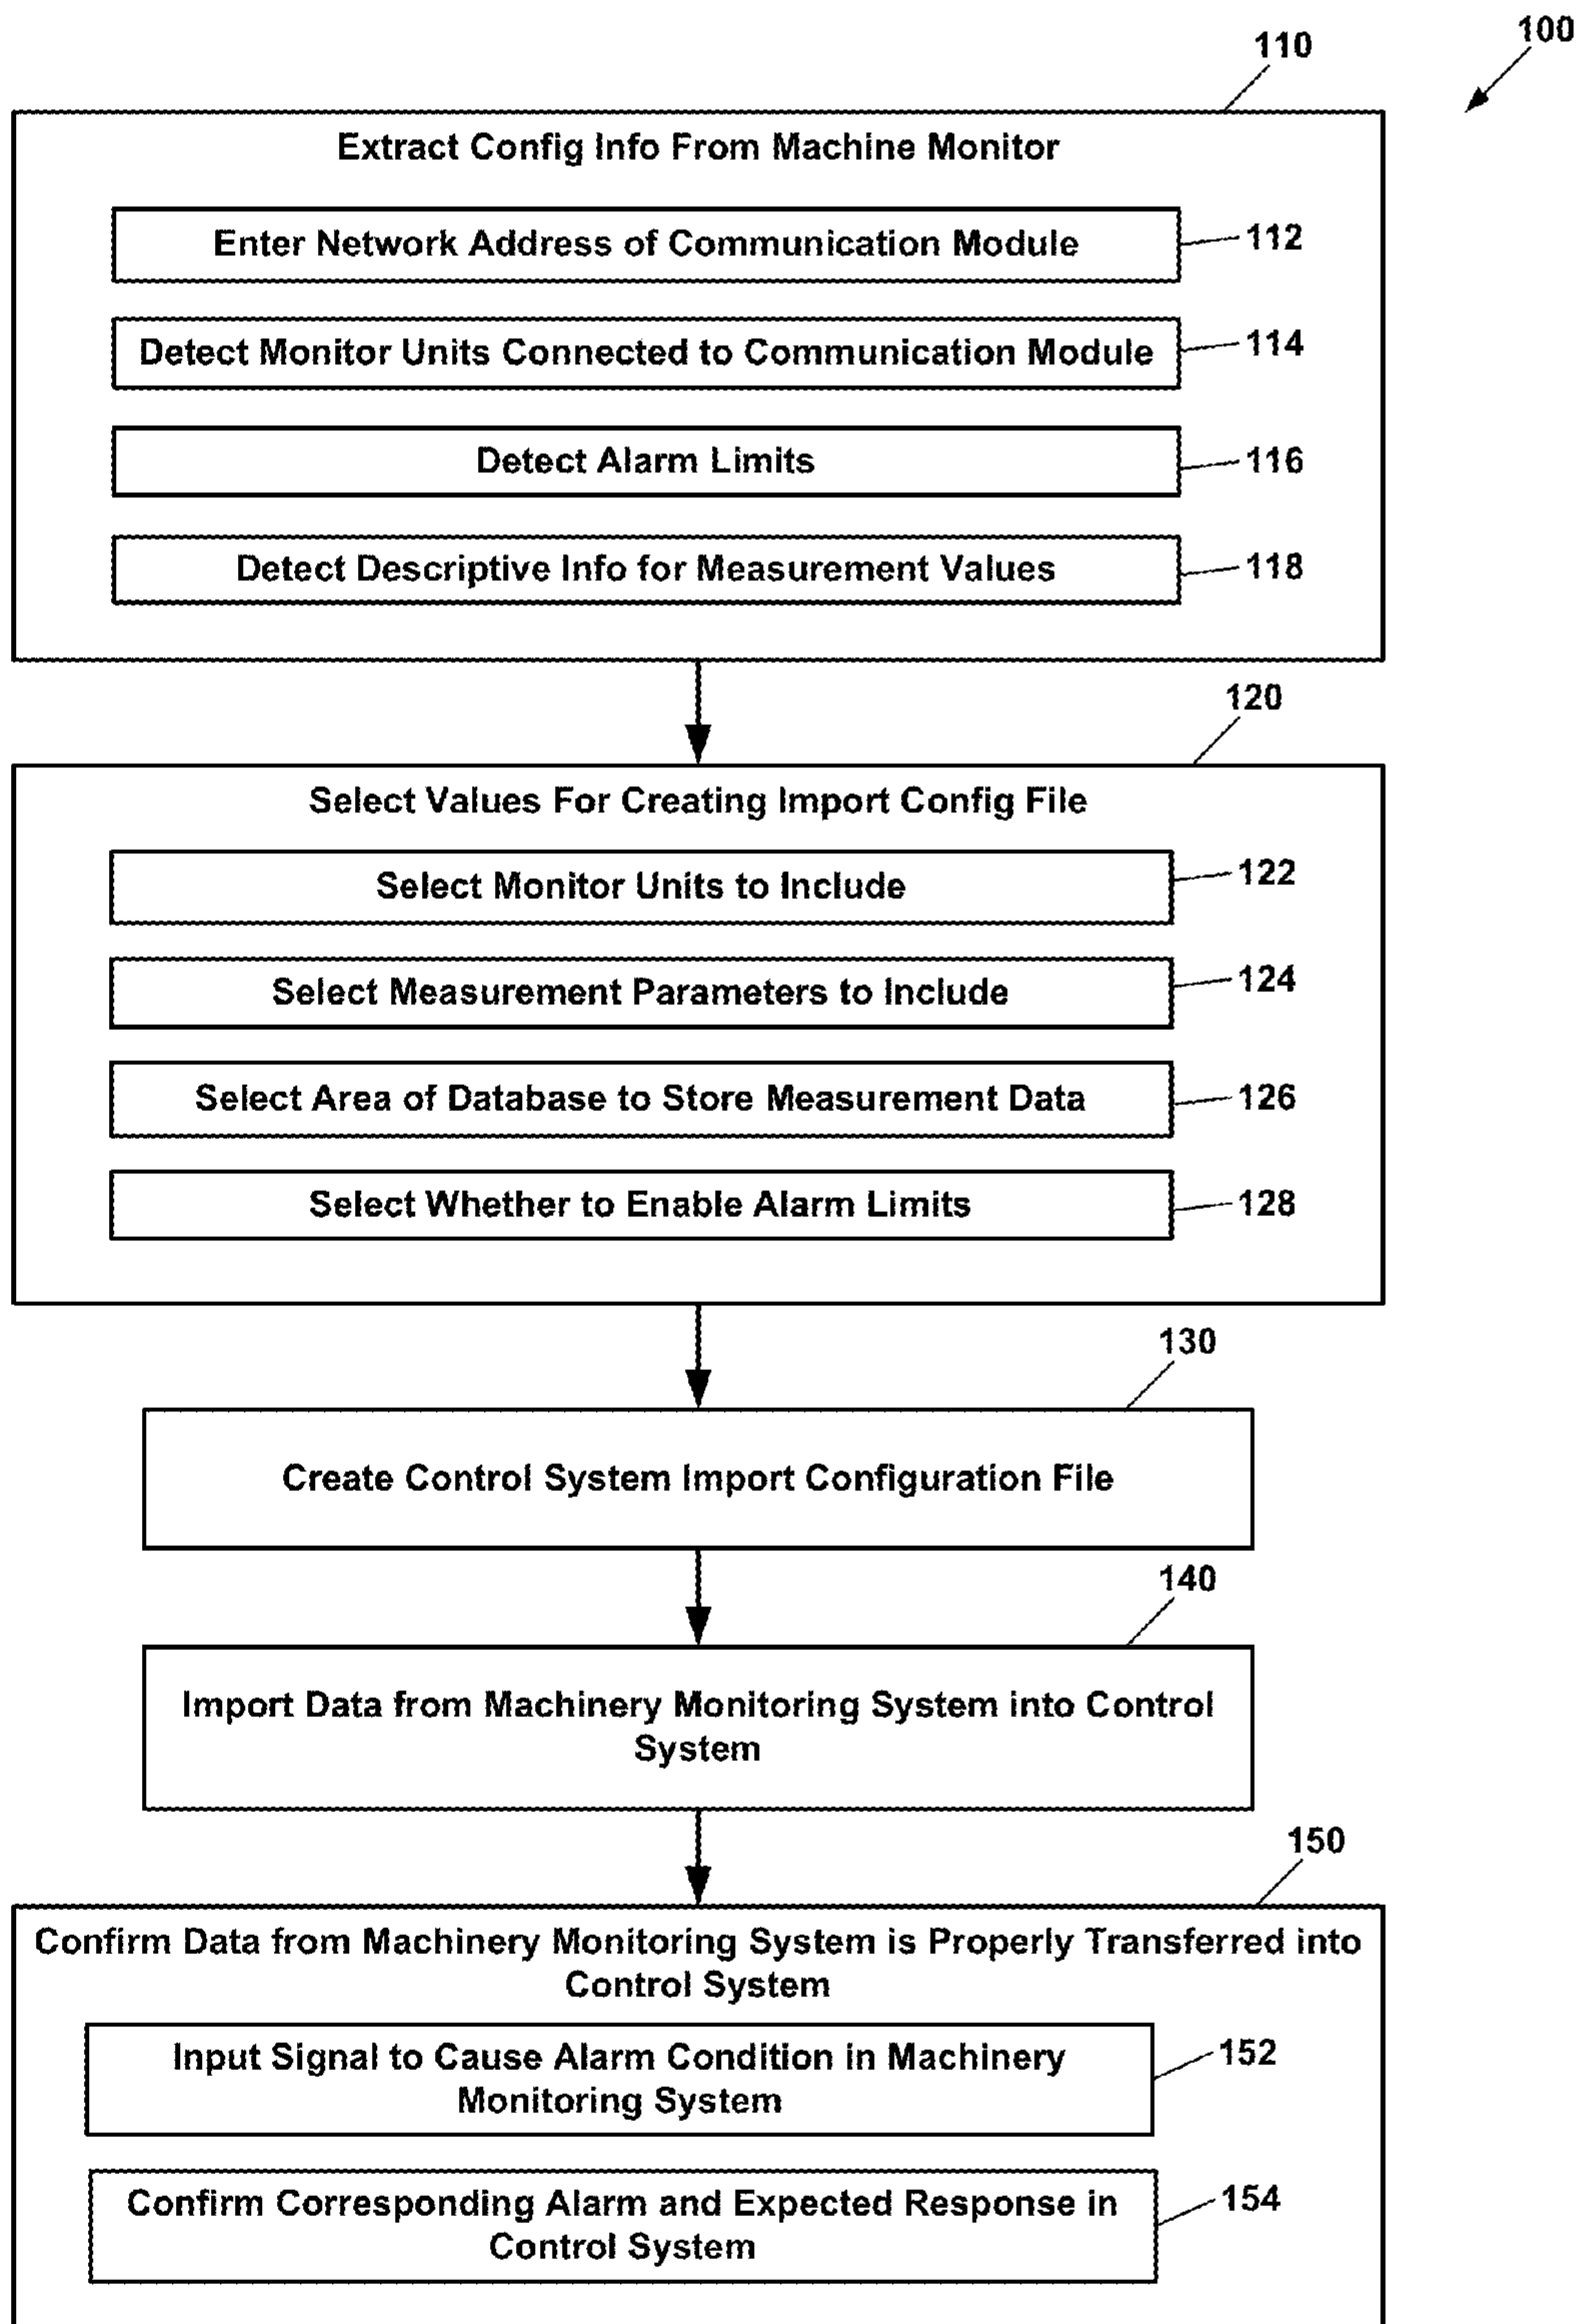 100
110
Extract Config Info From Machine Monitor
Enter Network Address of Communication Module
112
Detect Monitor Units Connected to Communication Module
114
Detect Alarm Limits
116
Detect Descriptive Info for Measurement Values
118
120
Select Values For Creating Import Config File
Select Monitor Units to Include
122
Select Measurement Parameters to Include
124
Select Area of Database to Store Measurement Data
126
Select Whether to Enable Alarm Limits
128
130
Create Control System Import Configuration File
140
Import Data from Machinery Monitoring System into Control
System
150
Confirm Data from Machinery Monitoring System is Properly Transferred into
Control System
Input Signal to Cause Alarm Condition in Machinery
Monitoring System
152
Confirm Corresponding Alarm and Expected Response in
Control System
154